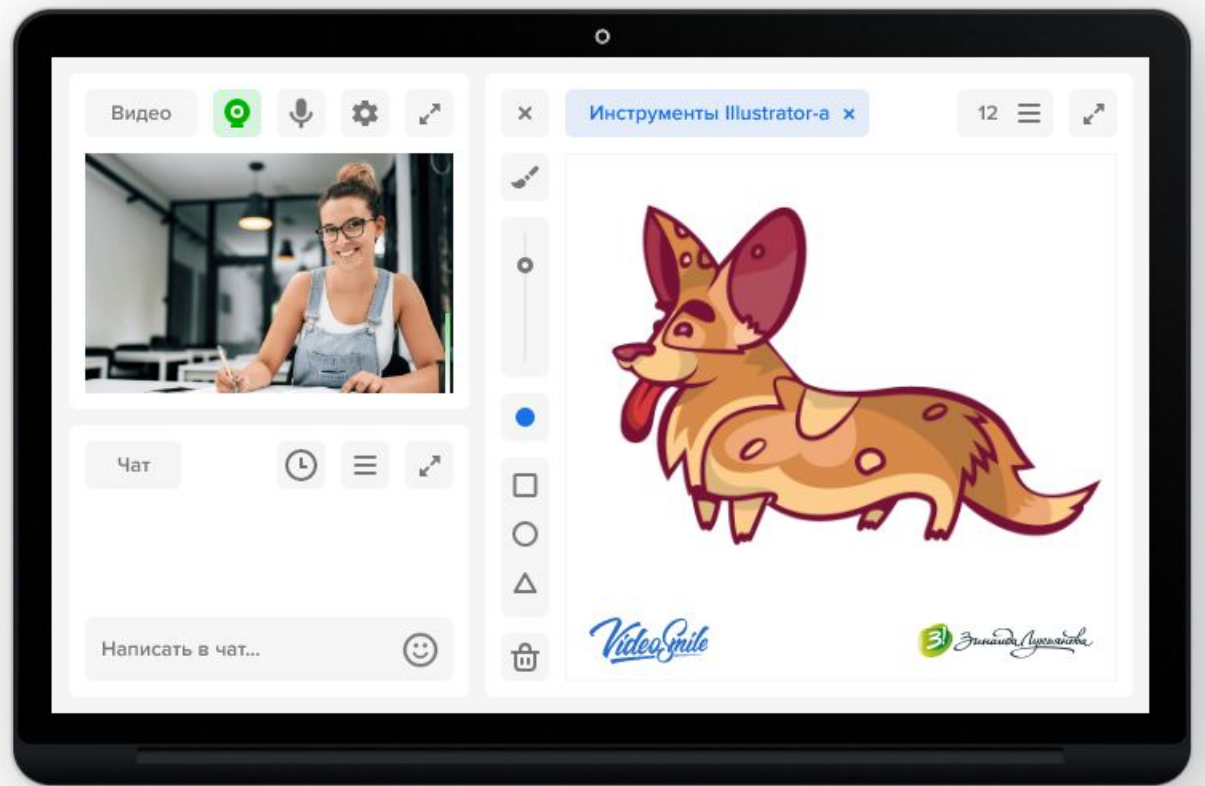 Видео
Инструменты Illustrator-а ×
12
Чат
Написать в чат...
VideoSmile
З! Зинаида Лукьянова